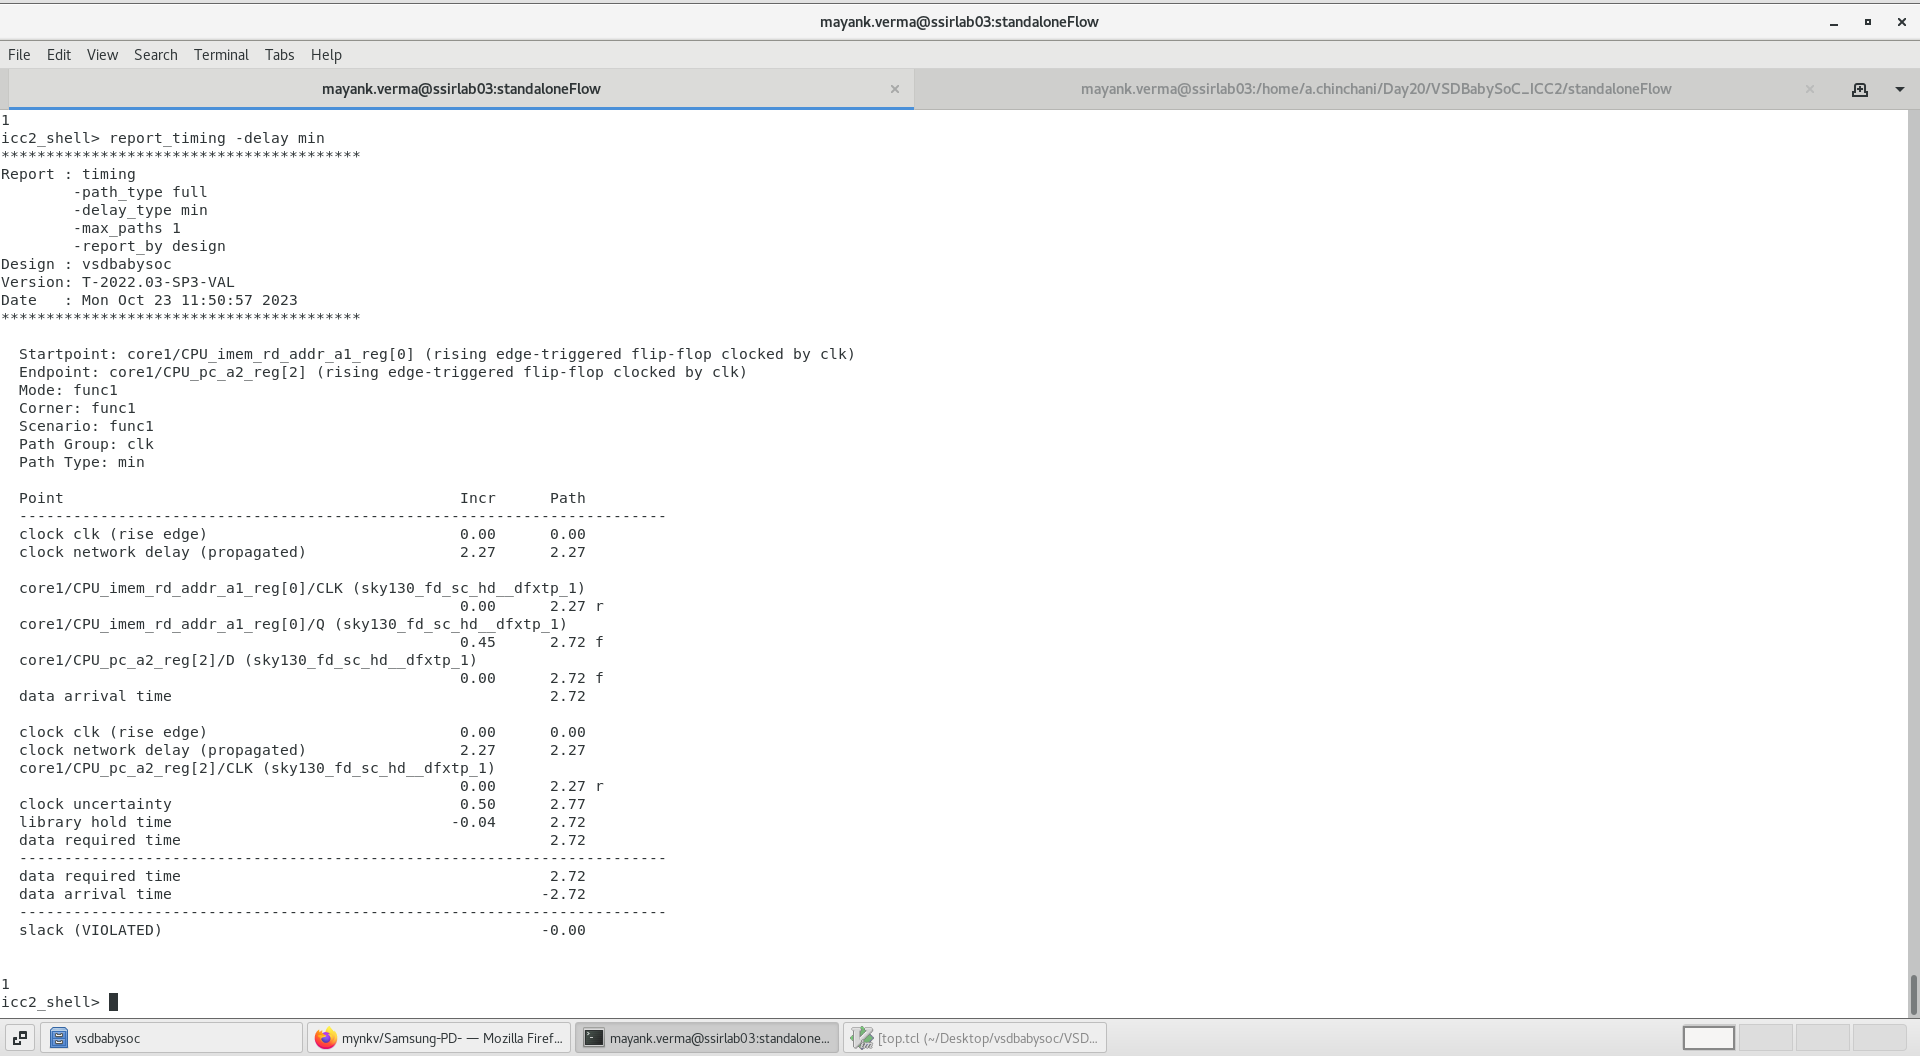 mayank.verma@ssirlab03:standaloneFlow
File Edit View Search Terminal Tabs Help
mayank.verma@ssirlab03:standaloneFlow × mayank.verma@ssirlab03:/home/a.chinchani/Day20/VSDBabySoC_ICC2/standaloneFlow ×
1
icc2_shell> report_timing -delay min
****************************************
Report : timing
        -path_type full
        -delay_type min
        -max_paths 1
        -report_by design
Design : vsdbabysoc
Version: T-2022.03-SP3-VAL
Date   : Mon Oct 23 11:50:57 2023
****************************************
  Startpoint: core1/CPU_imem_rd_addr_a1_reg[0] (rising edge-triggered flip-flop clocked by clk)
  Endpoint: core1/CPU_pc_a2_reg[2] (rising edge-triggered flip-flop clocked by clk)
  Mode: func1
  Corner: func1
  Scenario: func1
  Path Group: clk
  Path Type: min
  Point                                            Incr      Path
  ------------------------------------------------------------------------
  clock clk (rise edge)                            0.00      0.00
  clock network delay (propagated)                 2.27      2.27
  core1/CPU_imem_rd_addr_a1_reg[0]/CLK (sky130_fd_sc_hd__dfxtp_1)
                                                   0.00      2.27 r
  core1/CPU_imem_rd_addr_a1_reg[0]/Q (sky130_fd_sc_hd__dfxtp_1)
                                                   0.45      2.72 f
  core1/CPU_pc_a2_reg[2]/D (sky130_fd_sc_hd__dfxtp_1)
                                                   0.00      2.72 f
  data arrival time                                          2.72
  clock clk (rise edge)                            0.00      0.00
  clock network delay (propagated)                 2.27      2.27
  core1/CPU_pc_a2_reg[2]/CLK (sky130_fd_sc_hd__dfxtp_1)
                                                   0.00      2.27 r
  clock uncertainty                                0.50      2.77
  library hold time                               -0.04      2.72
  data required time                                         2.72
  ------------------------------------------------------------------------
  data required time                                         2.72
  data arrival time                                         -2.72
  ------------------------------------------------------------------------
  slack (VIOLATED)                                          -0.00
1
icc2_shell>
vsdbabysoc mynkv/Samsung-PD- — Mozilla Firef... mayank.verma@ssirlab03:standalone... [top.tcl (~/Desktop/vsdbabysoc/VSD...